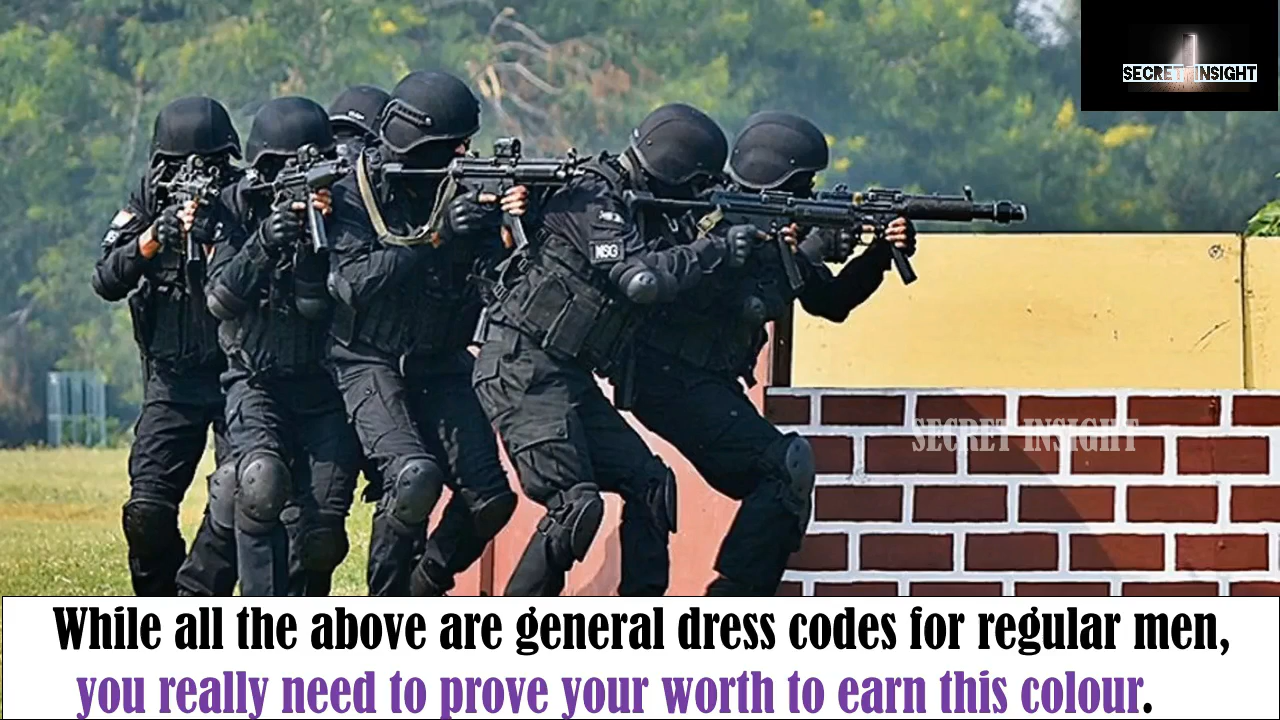 SECRET INSIGHT
NSG
SECRET INSIGHT
While all the above are general dress codes for regular men,
you really need to prove your worth to earn this colour.